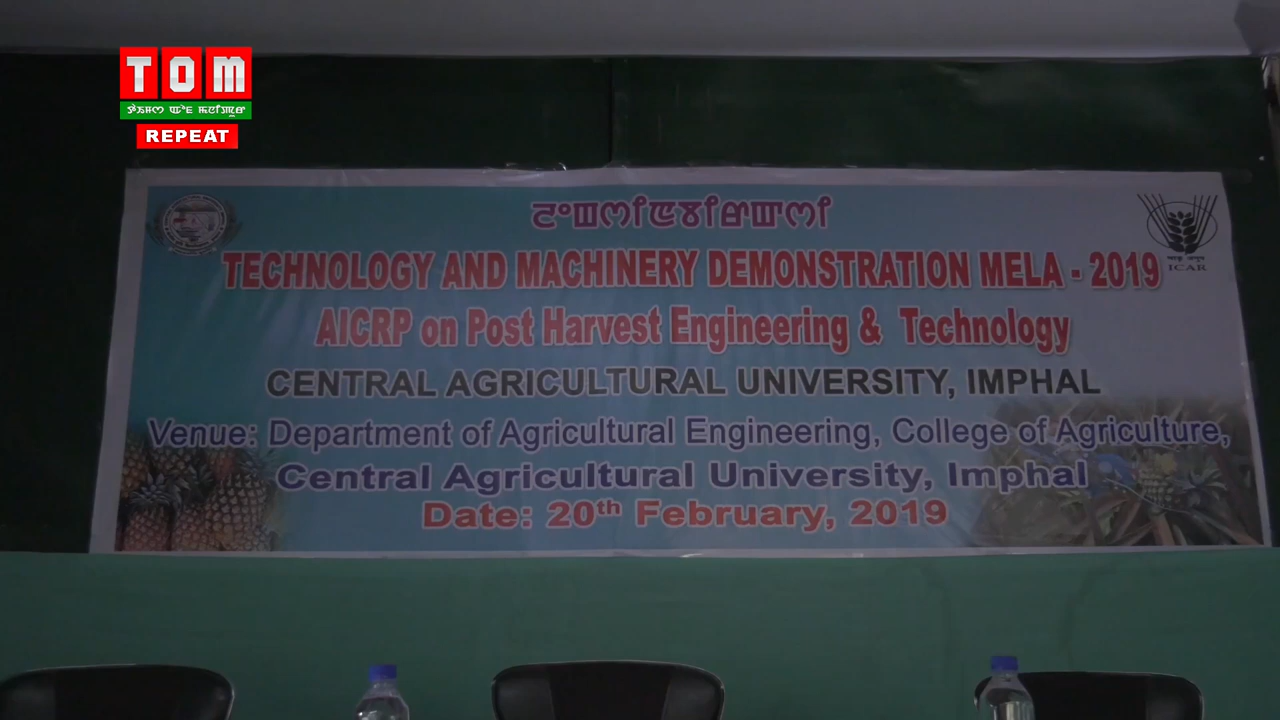 TOM
REPEAT
TECHNOLOGY AND MACHINERY DEMONSTRATION MELA - 2019
AICRP on Post Harvest Engineering & Technology
CENTRAL AGRICULTURAL UNIVERSITY, IMPHAL
Venue: Department of Agricultural Engineering, College of Agriculture,
Central Agricultural University, Imphal
Date: 20th February, 2019
ICAR